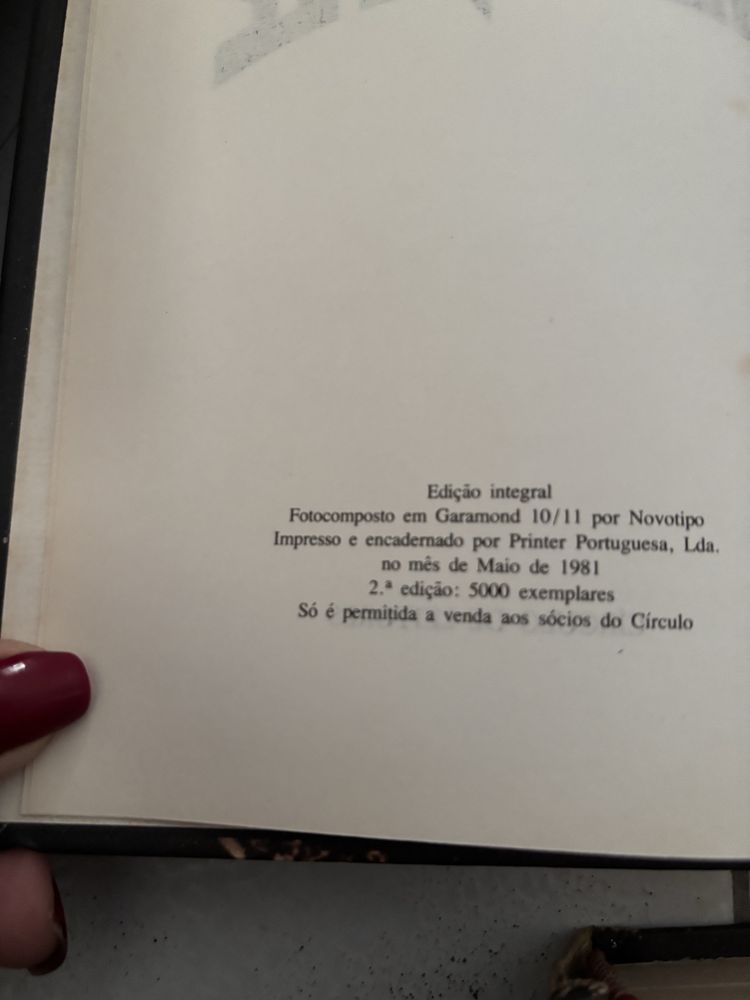 Edição integral
Fotocomposto em Garamond 10/11 por Novotipo
Impresso e encadernado por Printer Portuguesa, Lda.
no mês de Maio de 1981
2.ª edição: 5000 exemplares
Só é permitida a venda aos sócios do Círculo